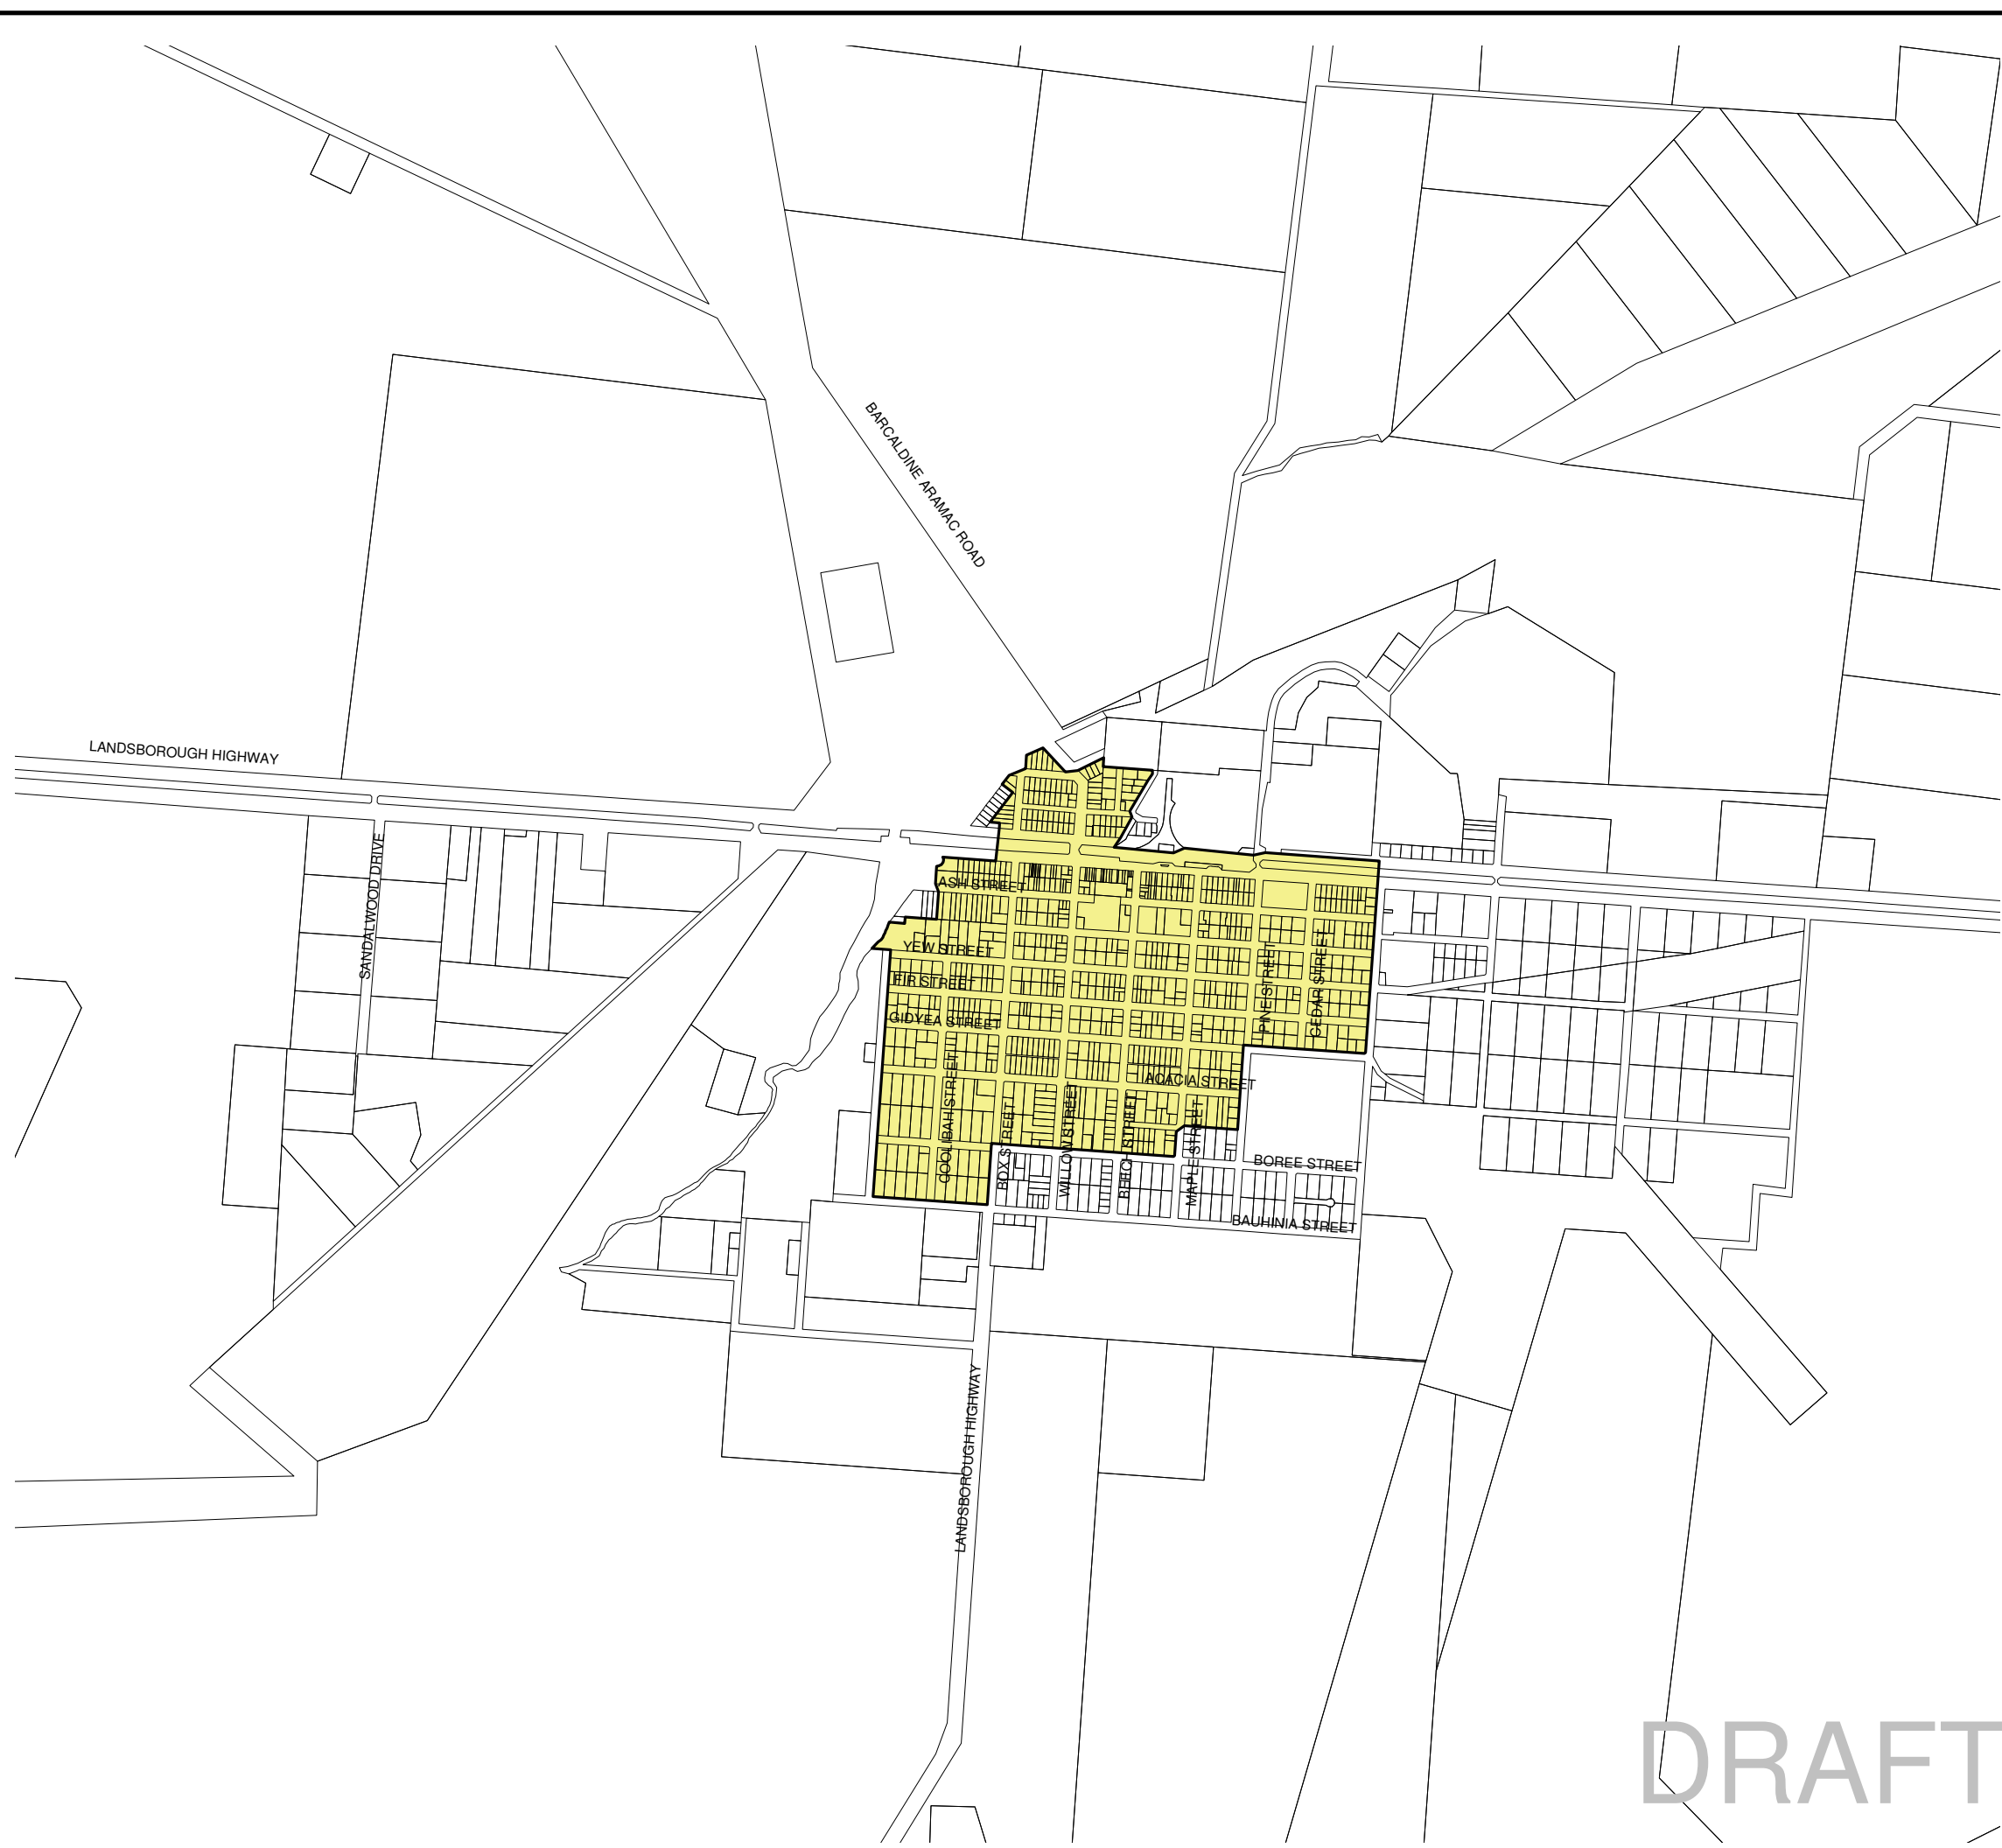 BARCALDINE ARAMAC ROAD
LANDSBOROUGH HIGHWAY
SANDALWOOD DRIVE
ASH STREET
YEW STREET
FIR STREET
GIDYEA STREET
PINE STREET
CEDAR STREET
ACACIA STREET
COOLIBAH STREET
BOX STREET
WILLOW STREET
BEECH STREET
MAPLE STREET
BOREE STREET
BAUHINIA STREET
LANDSBOROUGH HIGHWAY
DRAFT